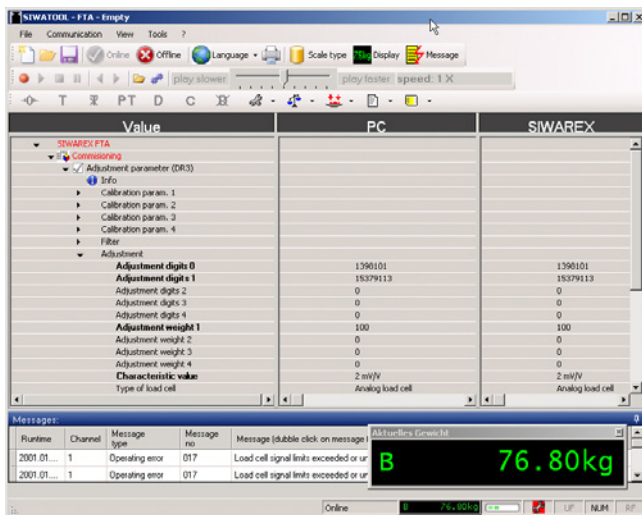 SIWATOOL - FTA - Empty
File Communication View Tools ?
Online Offline Language Scale type 76kg Display Message
play slower play faster speed: 1 X
-0- T PT D C
Value PC SIWAREX
SIWAREX FTA
Commisioning
Adjustment parameter (DR3)
Info
Calibration param. 1
Calibration param. 2
Calibration param. 3
Calibration param. 4
Filter
Adjustment
Adjustment digits 0 1398101 1398101
Adjustment digits 1 15379113 15379113
Adjustment digits 2 0 0
Adjustment digits 3 0 0
Adjustment digits 4 0 0
Adjustment weight 1 100 100
Adjustment weight 2 0 0
Adjustment weight 3 0 0
Adjustment weight 4 0 0
Characteristic value 2 mV/V 2 mV/V
Type of load cell Analog load cell Analog load cell
Messages:
Runtime Channel Message type Message no Message (dubble click on message
2001.01.... 1 Operating error 017 Load cell signal limits exceeded or ur
2001.01.... 1 Operating error 017 Load cell signal limits exceeded or ur
Aktuelles Gewicht
B 76.80kg
Online B 76.80kg UP NUM RF